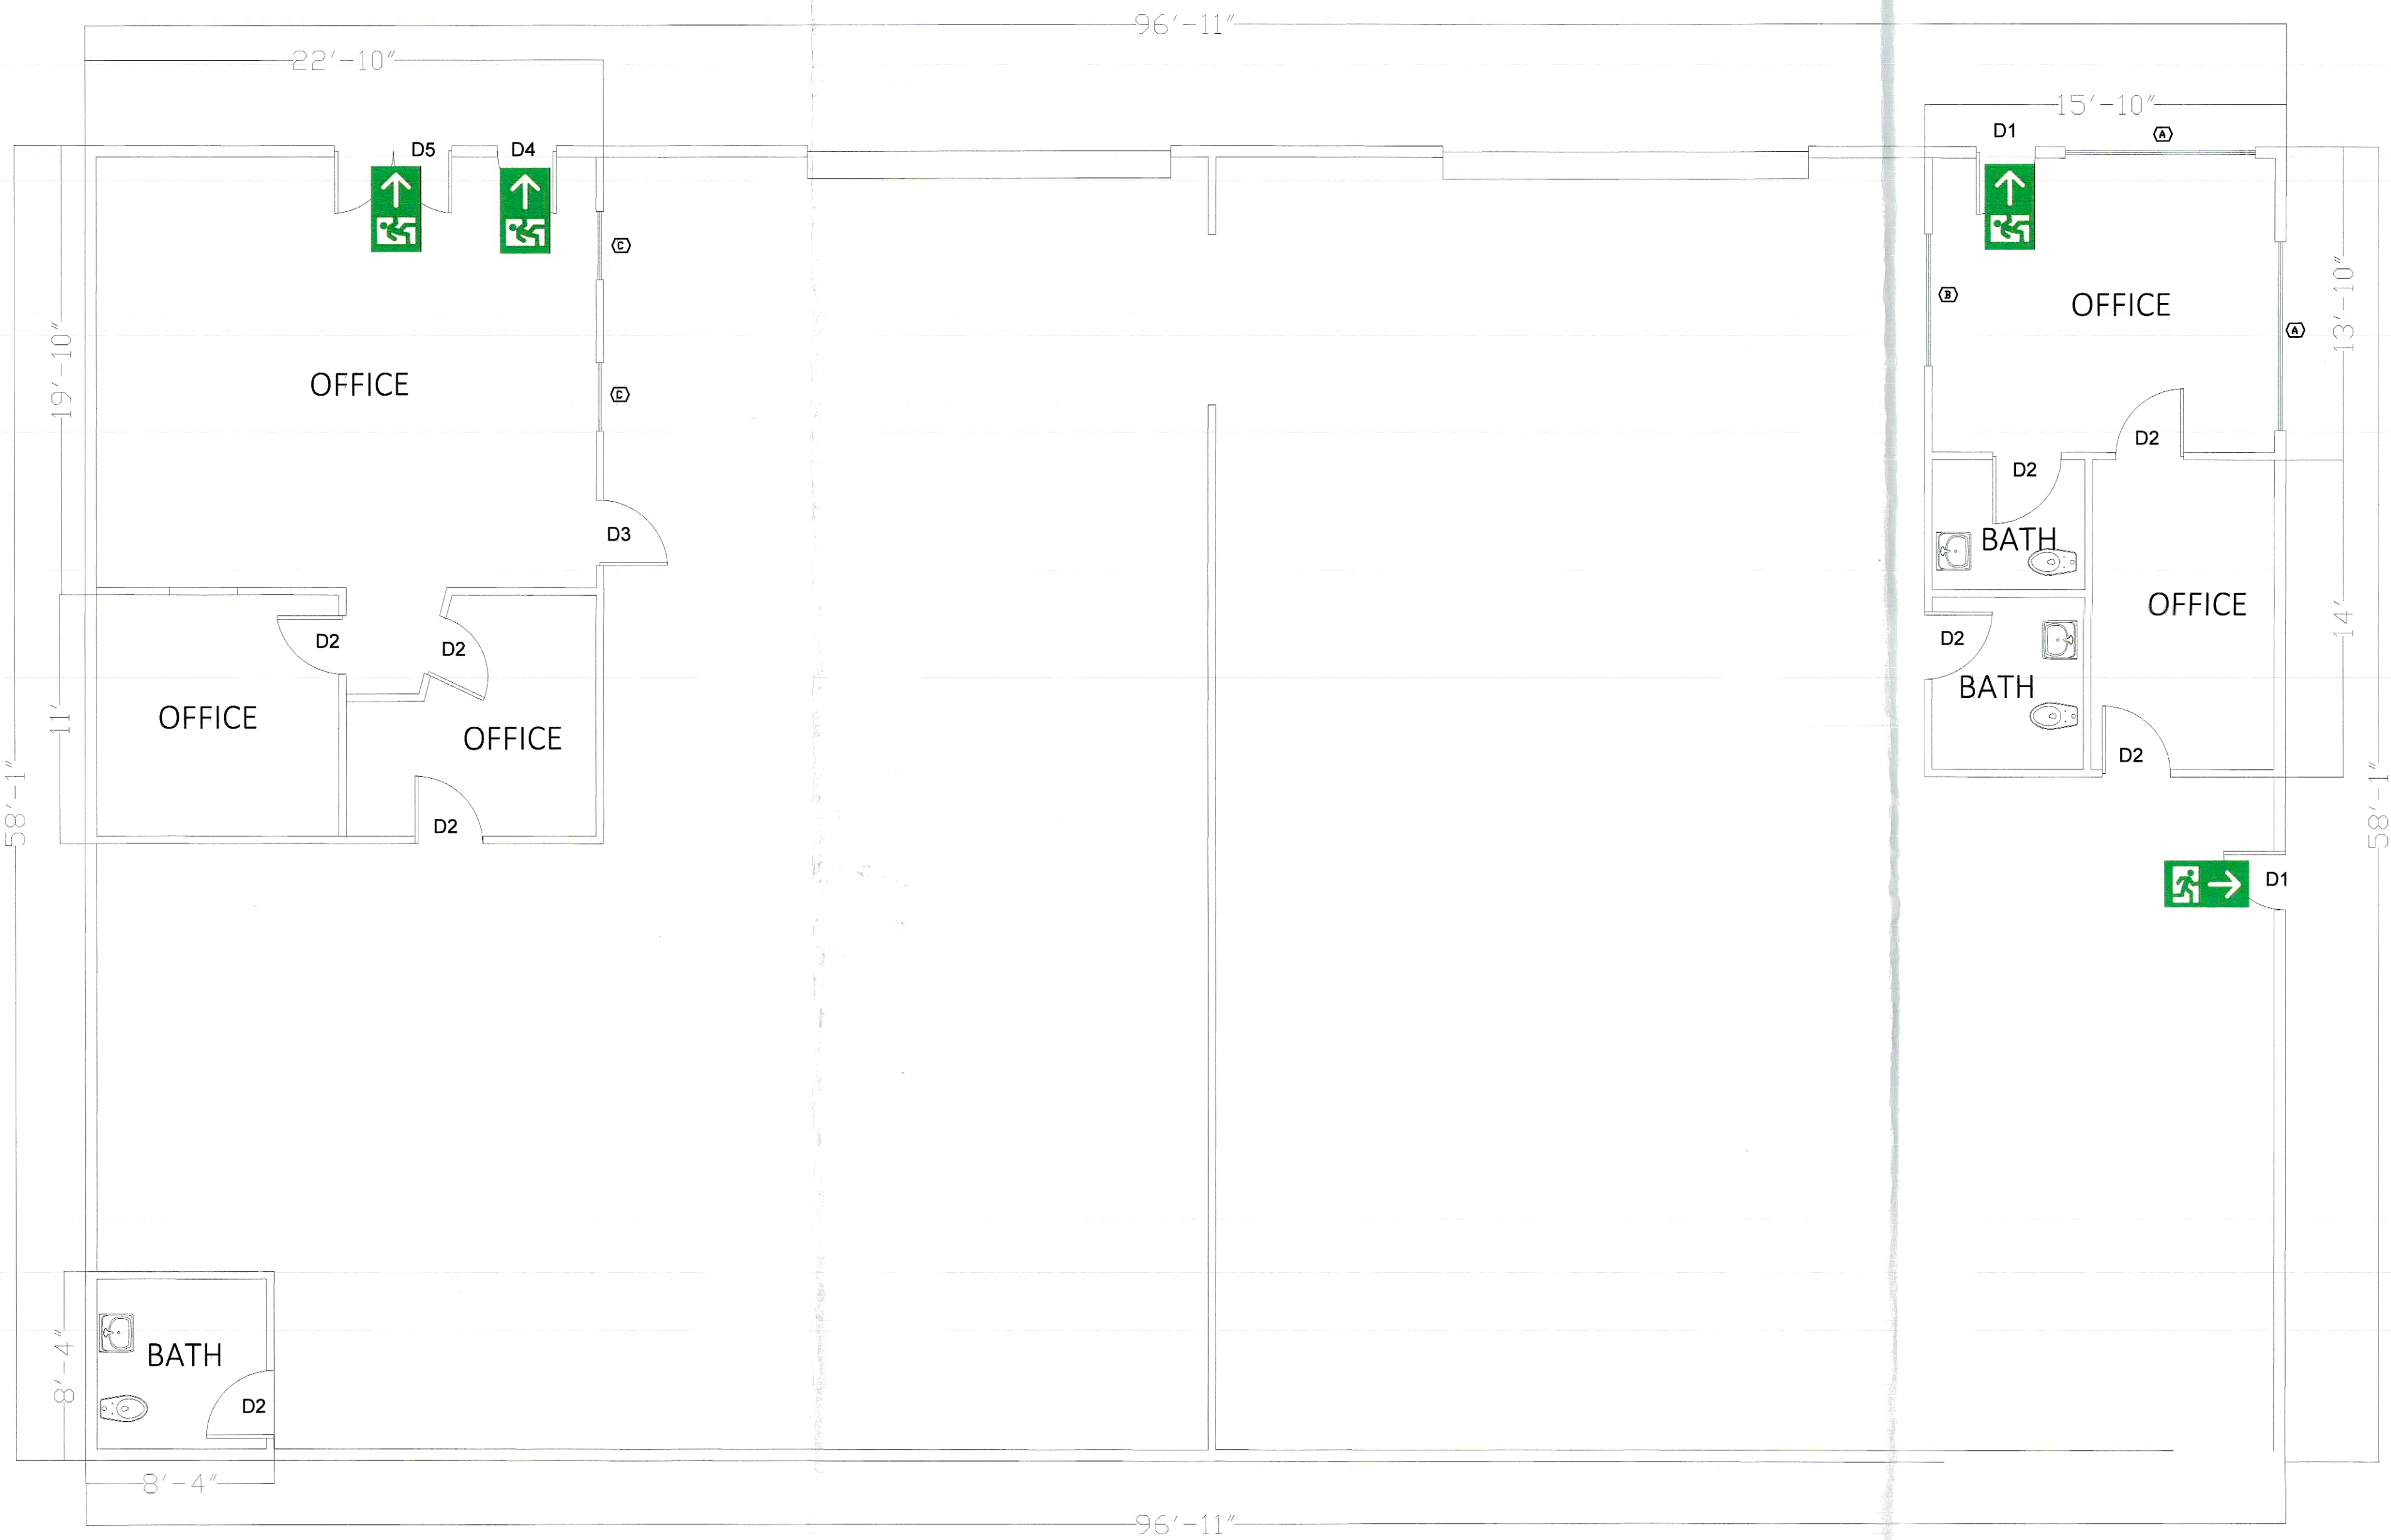 96'-11"
22'-10"
15'-10"
D5
D4
D1
A
C
B
OFFICE
13'-10"
A
19'-10"
OFFICE
C
D2
D2
D3
BATH
OFFICE
14'
D2
D2
D2
BATH
OFFICE
11'
OFFICE
D2
58'-1"
58'-1"
D2
D1
BATH
8'-4"
D2
8'-4"
96'-11"